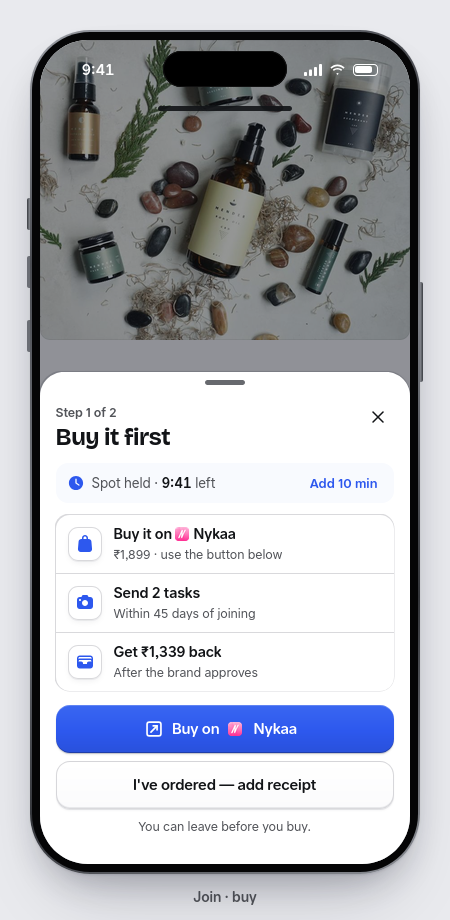 9:41
Step 1 of 2
Buy it first
Spot held · 9:41 left
Add 10 min
Buy it on Nykaa
₹1,899 · use the button below
Send 2 tasks
Within 45 days of joining
Get ₹1,339 back
After the brand approves
Buy on Nykaa
I've ordered — add receipt
You can leave before you buy.
Join · buy